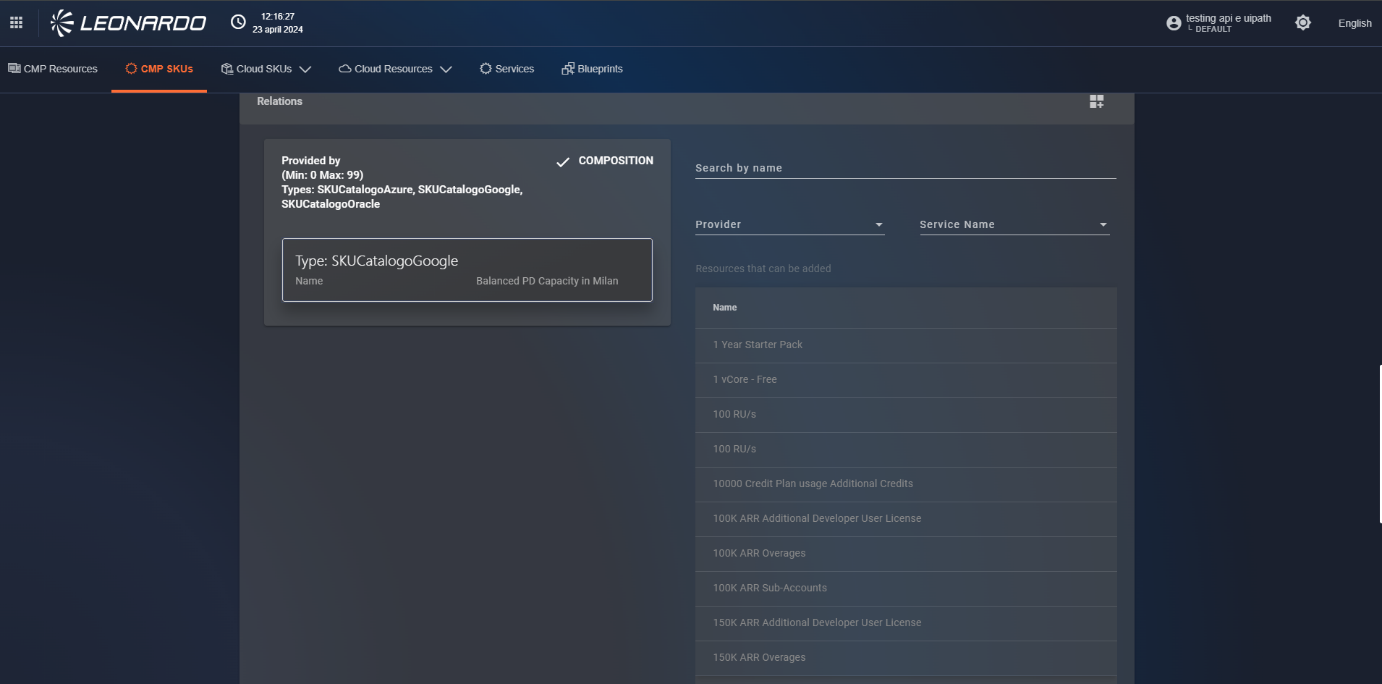 LEONARDO
12:16:27
23 april 2024
testing api e uipath
DEFAULT
English
CMP Resources
CMP SKUs
Cloud SKUs
Cloud Resources
Services
Blueprints
Relations
Provided by
(Min: 0 Max: 99)
Types: SKUCatalogoAzure, SKUCatalogoGoogle,
SKUCatalogoOracle
COMPOSITION
Type: SKUCatalogoGoogle
Name Balanced PD Capacity in Milan
Search by name
Provider
Service Name
Resources that can be added
Name
1 Year Starter Pack
1 vCore - Free
100 RU/s
100 RU/s
10000 Credit Plan usage Additional Credits
100K ARR Additional Developer User License
100K ARR Overages
100K ARR Sub-Accounts
150K ARR Additional Developer User License
150K ARR Overages